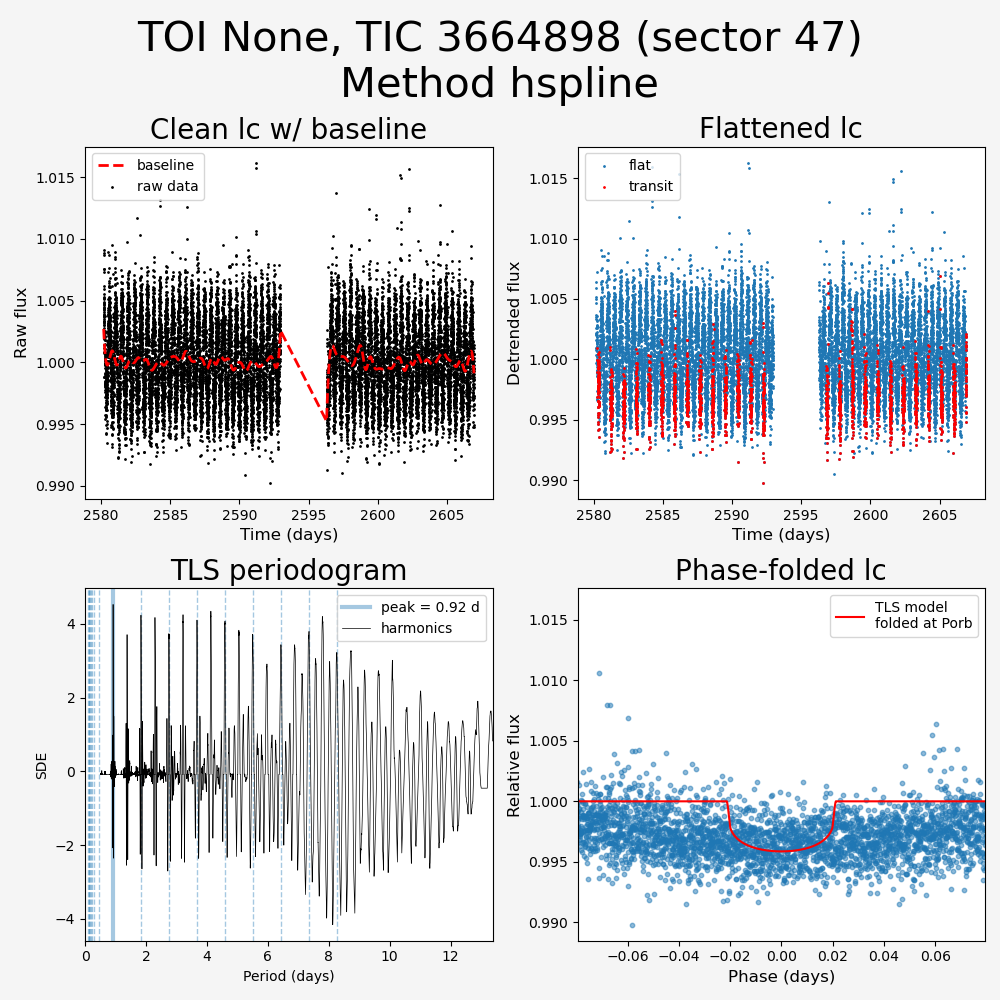 TOI None, TIC 3664898 (sector 47)
Method hspline
Clean lc w/ baseline
Flattened lc
baseline
raw data
flat
transit
1.015
1.010
1.005
1.000
0.995
0.990
Raw flux
2580 2585 2590 2595 2600 2605
Time (days)
1.015
1.010
1.005
1.000
0.995
0.990
Detrended flux
2580 2585 2590 2595 2600 2605
Time (days)
TLS periodogram
Phase-folded lc
peak = 0.92 d
harmonics
TLS model
folded at Porb
4
2
0
−2
−4
SDE
0 2 4 6 8 10 12
Period (days)
1.015
1.010
1.005
1.000
0.995
0.990
Relative flux
−0.06 −0.04 −0.02 0.00 0.02 0.04 0.06
Phase (days)